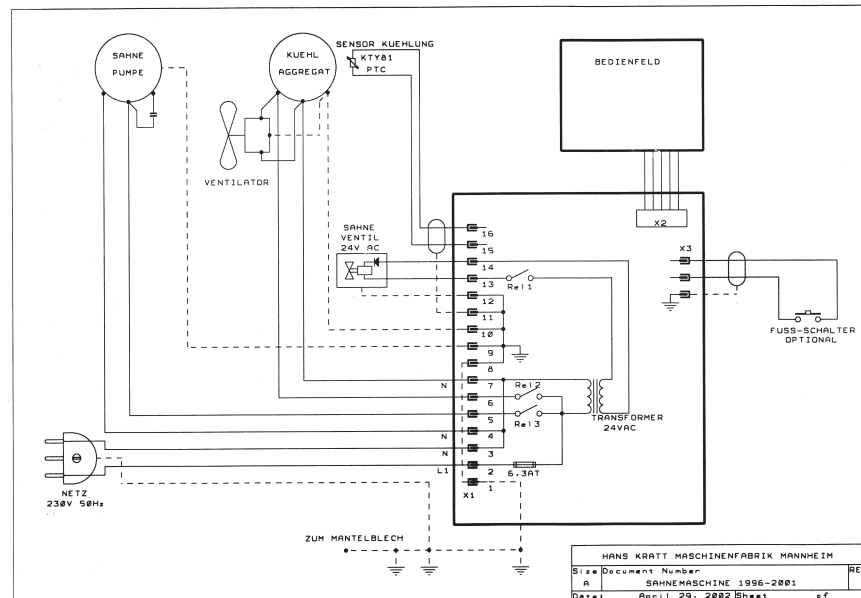 SAHNE
PUMPE
KUEHL
AGGREGAT
SENSOR KUEHLUNG
KTY81
PTC
BEDIENFELD
VENTILATOR
X2
SAHNE
VENTIL
24V AC
16
15
14
13
12
11
10
9
8
7
6
5
4
3
2
1
X1
X3
Rel1
Rel2
Rel3
N
N
N
L1
6,3AT
TRANSFORMER
24VAC
FUSS-SCHALTER
OPTIONAL
NETZ
230V 50Hz
ZUM MANTELBLECH
HANS KRATT MASCHINENFABRIK MANNHEIM
Size Document Number RE
A SAHNEMASCHINE 1996-2001
Date: April 29, 2002 Sheet of